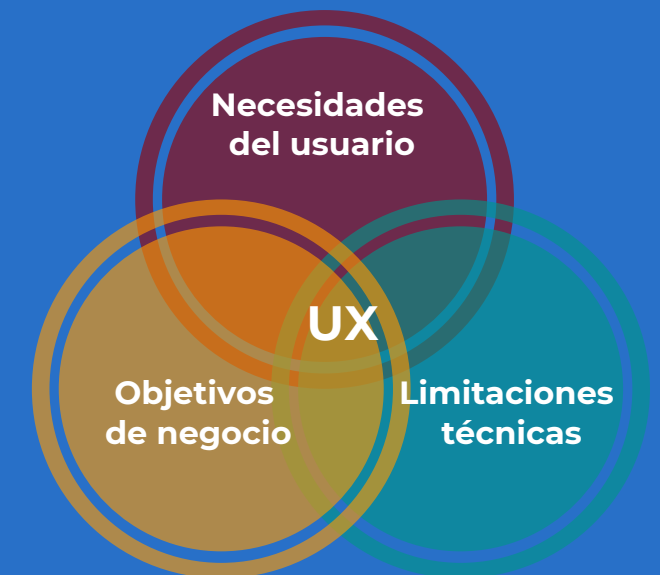 Necesidades
del usuario
UX
Objetivos
de negocio
Limitaciones
técnicas